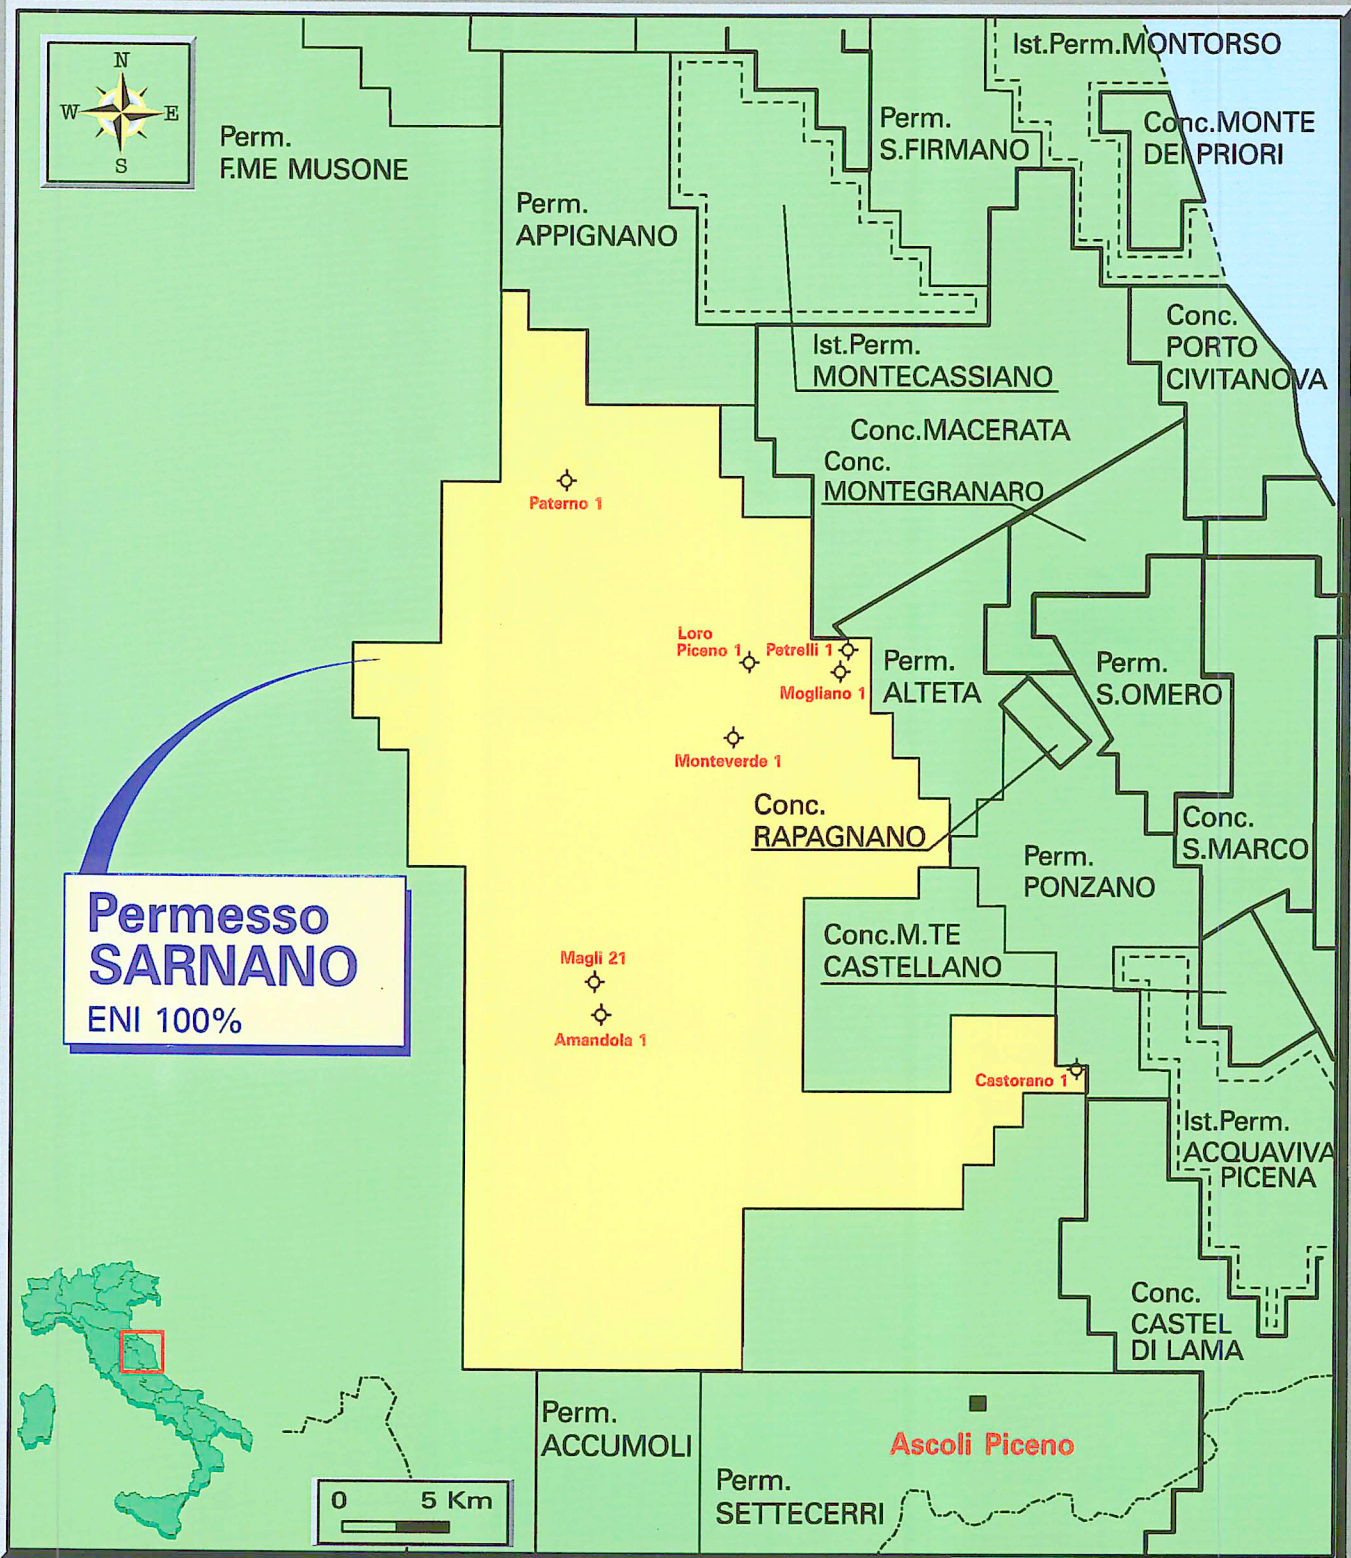 N
W E
S
Perm.
F.ME MUSONE
Perm.
APPIGNANO
Perm.
S.FIRMANO
Ist.Perm.MONTORSO
Conc.MONTE
DEI PRIORI
Conc.
PORTO
CIVITANOVA
Ist.Perm.
MONTECASSIANO
Conc.MACERATA
Conc.
MONTEGRANARO
Paterno 1
Loro
Piceno 1
Petrelli 1
Mogliano 1
Monteverde 1
Perm.
ALTETA
Perm.
S.OMERO
Conc.
RAPAGNANO
Conc.
S.MARCO
Perm.
PONZANO
Permesso
SARNANO
ENI 100%
Conc.M.TE
CASTELLANO
Magli 21
Amandola 1
Castorano 1
Ist.Perm.
ACQUAVIVA
PICENA
Conc.
CASTEL
DI LAMA
Perm.
ACCUMOLI
Ascoli Piceno
Perm.
SETTECERRI
0 5 Km